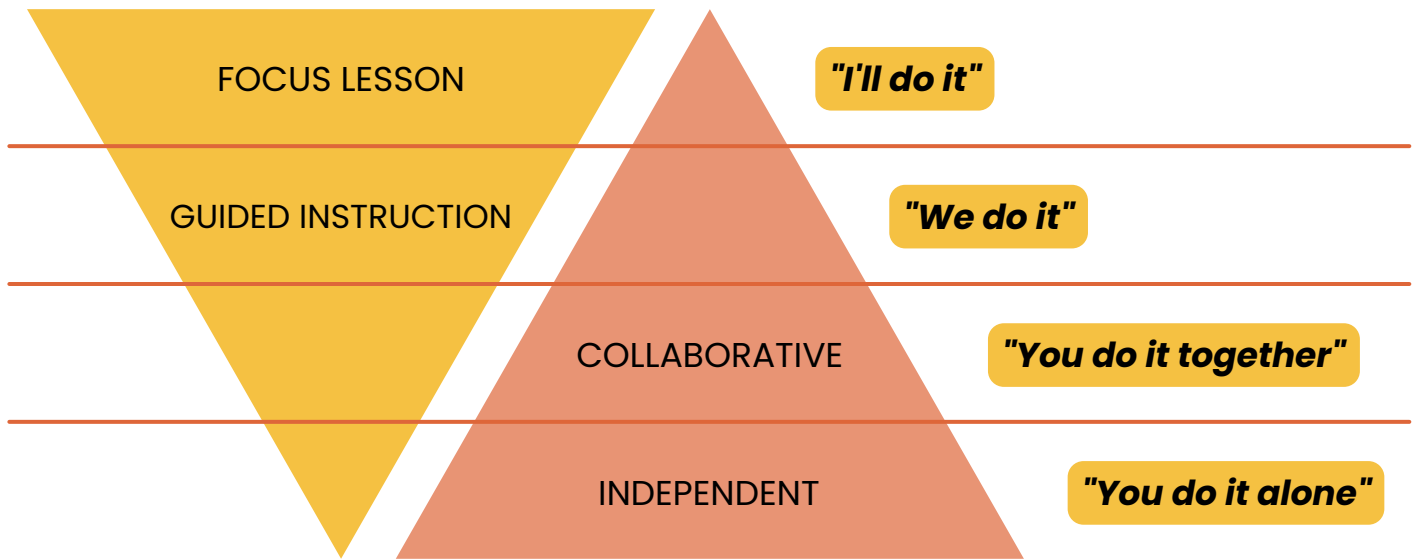 FOCUS LESSON
"I'll do it"
GUIDED INSTRUCTION
"We do it"
COLLABORATIVE
"You do it together"
INDEPENDENT
"You do it alone"